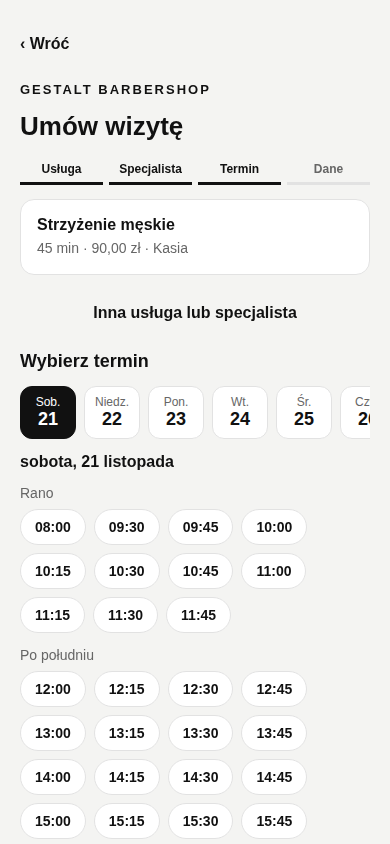 ‹ Wróć
GESTALT BARBERSHOP
Umów wizytę
Usługa Specjalista Termin Dane
Strzyżenie męskie
45 min · 90,00 zł · Kasia
Inna usługa lub specjalista
Wybierz termin
Sob. Niedz. Pon. Wt. Śr.
21 22 23 24 25
sobota, 21 listopada
Rano
08:00 09:30 09:45 10:00
10:15 10:30 10:45 11:00
11:15 11:30 11:45
Po południu
12:00 12:15 12:30 12:45
13:00 13:15 13:30 13:45
14:00 14:15 14:30 14:45
15:00 15:15 15:30 15:45